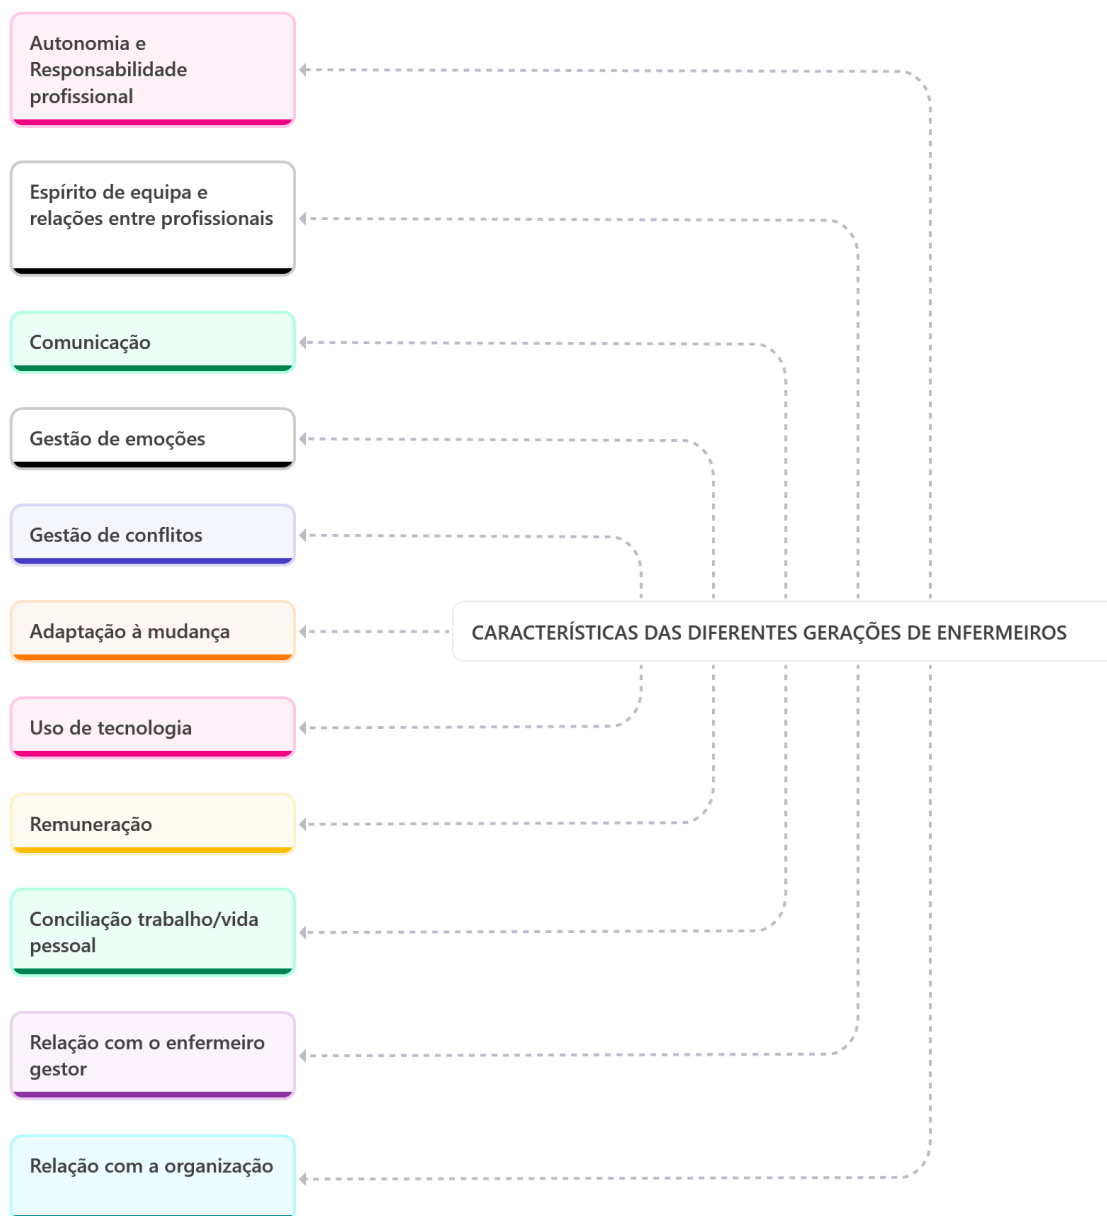 Autonomia e
Responsabilidade
profissional
Espírito de equipa e
relações entre profissionais
Comunicação
Gestão de emoções
Gestão de conflitos
Adaptação à mudança
CARACTERÍSTICAS DAS DIFERENTES GERAÇÕES DE ENFERMEIROS
Uso de tecnologia
Remuneração
Conciliação trabalho/vida
pessoal
Relação com o enfermeiro
gestor
Relação com a organização